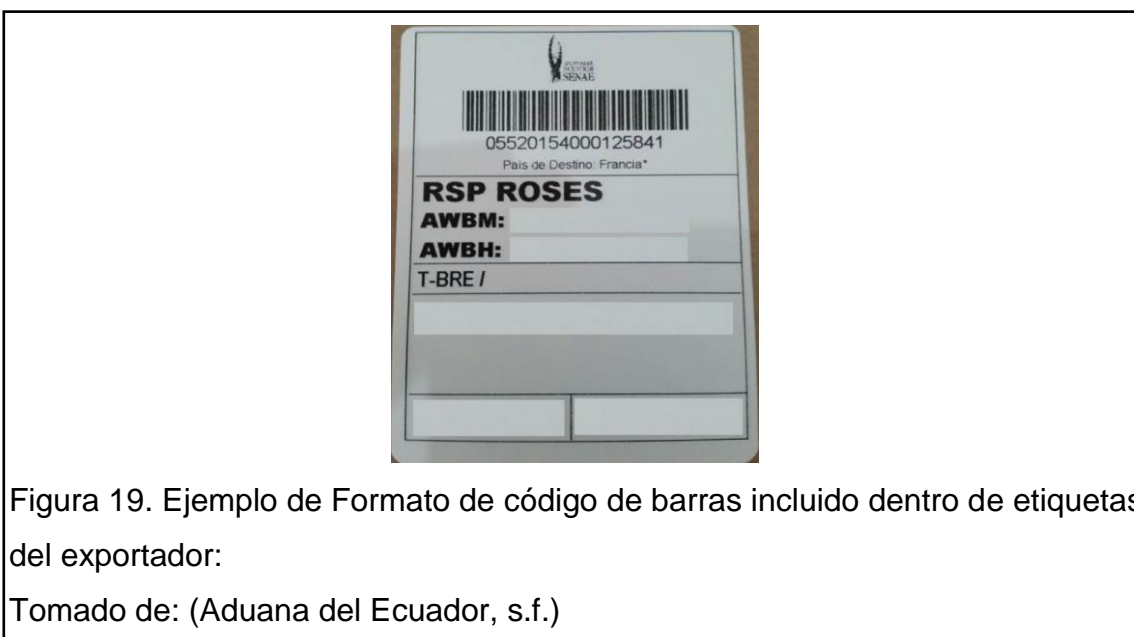 SENAE
05520154000125841
País de Destino: Francia*
RSP ROSES
AWBM:
AWBH:
T-BRE /
Figura 19. Ejemplo de Formato de código de barras incluido dentro de etiquetas
del exportador:
Tomado de: (Aduana del Ecuador, s.f.)